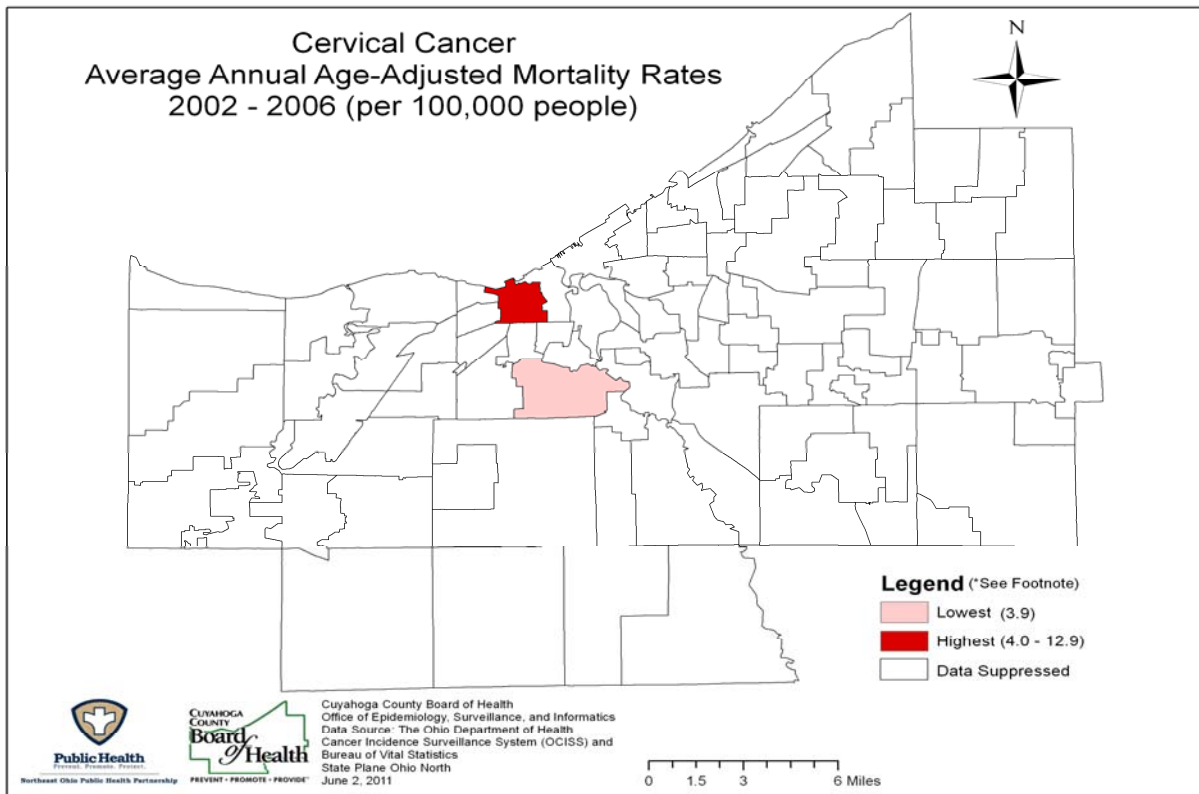 Cervical Cancer
Average Annual Age-Adjusted Mortality Rates
2002 - 2006 (per 100,000 people)
N
Legend (*See Footnote)
Lowest (3.9)
Highest (4.0 - 12.9)
Data Suppressed
Public Health
Prevent. Promote. Protect.
Northeast Ohio Public Health Partnership
CUYAHOGA
COUNTY
Board
of Health
PREVENT • PROMOTE • PROVIDE
Cuyahoga County Board of Health
Office of Epidemiology, Surveillance, and Informatics
Data Source: The Ohio Department of Health
Cancer Incidence Surveillance System (OCISS) and
Bureau of Vital Statistics
State Plane Ohio North
June 2, 2011
0 1.5 3 6 Miles